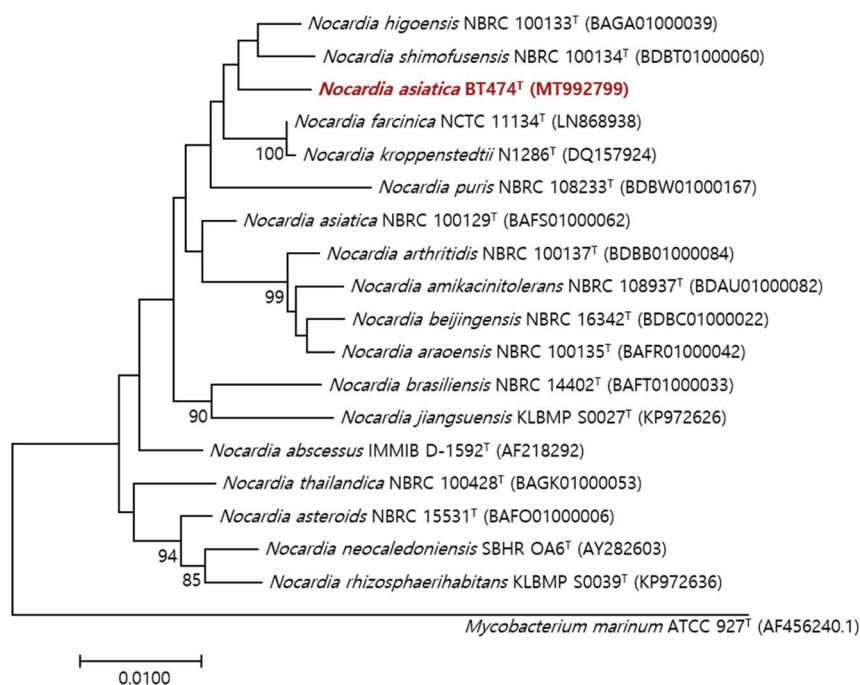 Nocardia higoensis NBRC 100133ᵀ (BAGA01000039)
Nocardia shimofusensis NBRC 100134ᵀ (BDBT01000060)
Nocardia asiatica BT474ᵀ (MT992799)
Nocardia farcinica NCTC 11134ᵀ (LN868938)
100
Nocardia kroppenstedtii N1286ᵀ (DQ157924)
Nocardia puris NBRC 108233ᵀ (BDBW01000167)
Nocardia asiatica NBRC 100129ᵀ (BAFS01000062)
Nocardia arthritidis NBRC 100137ᵀ (BDBB01000084)
99
Nocardia amikacinitolerans NBRC 108937ᵀ (BDAU01000082)
Nocardia beijingensis NBRC 16342ᵀ (BDBC01000022)
Nocardia araoensis NBRC 100135ᵀ (BAFR01000042)
Nocardia brasiliensis NBRC 14402ᵀ (BAFT01000033)
90
Nocardia jiangsuensis KLBMP S0027ᵀ (KP972626)
Nocardia abscessus IMMIB D-1592ᵀ (AF218292)
Nocardia thailandica NBRC 100428ᵀ (BAGK01000053)
Nocardia asteroids NBRC 15531ᵀ (BAFO01000006)
94
Nocardia neocaledoniensis SBHR OA6ᵀ (AY282603)
85
Nocardia rhizosphaerihabitans KLBMP S0039ᵀ (KP972636)
Mycobacterium marinum ATCC 927ᵀ (AF456240.1)
0.0100